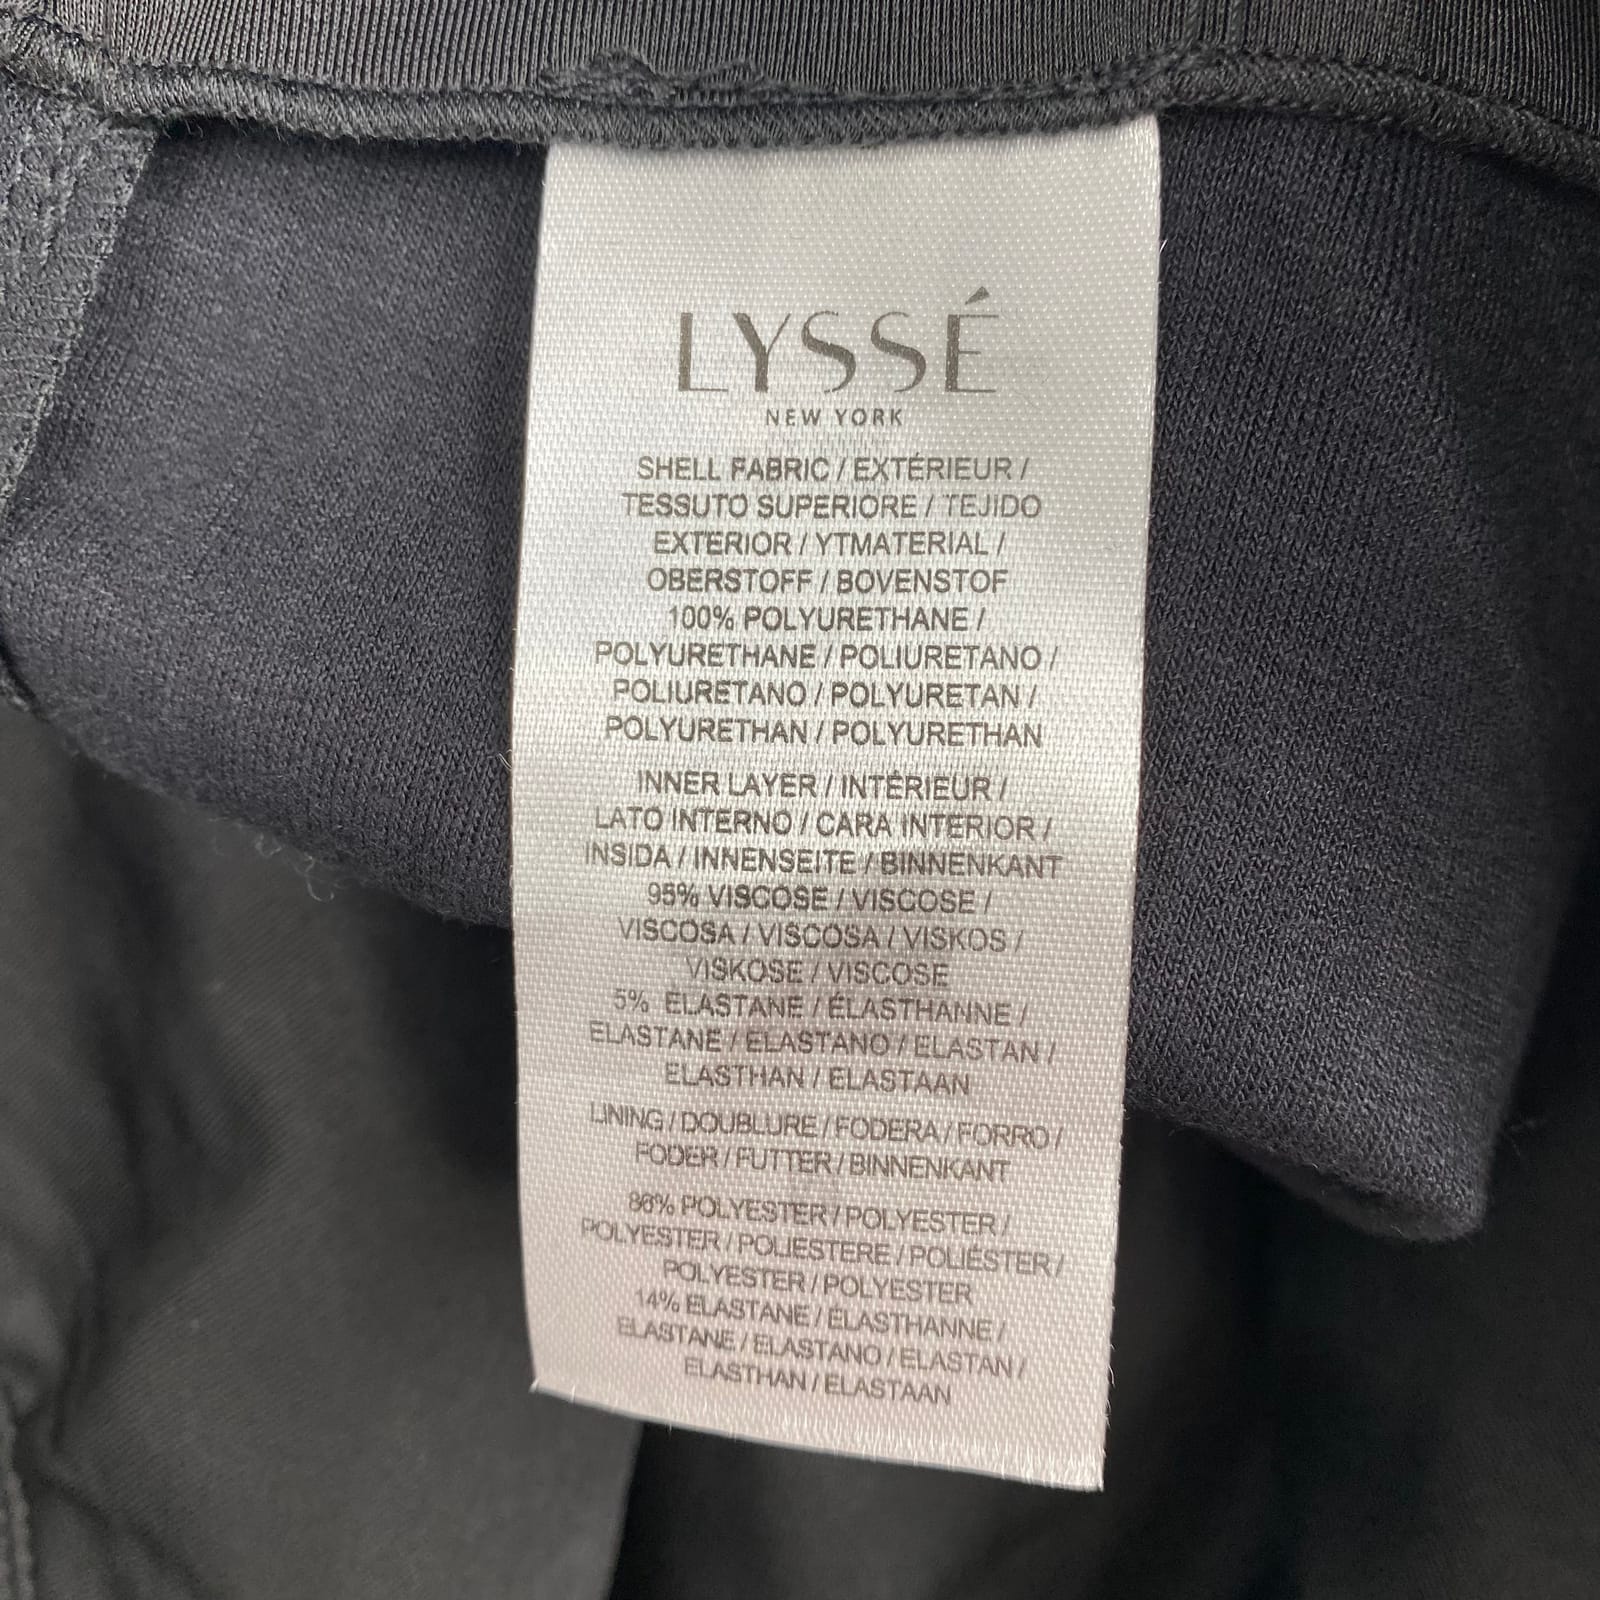 LYSSÉ
NEW YORK
SHELL FABRIC / EXTÉRIEUR /
TESSUTO SUPERIORE / TEJIDO
EXTERIOR / YTMATERIAL /
OBERSTOFF / BOVENSTOF
100% POLYURETHANE /
POLYURETHANE / POLIURETANO /
POLIURETANO / POLYURETAN /
POLYURETHAN / POLYURETHAN
INNER LAYER / INTÉRIEUR /
LATO INTERNO / CARA INTERIOR /
INSIDA / INNENSEITE / BINNENKANT
95% VISCOSE / VISCOSE /
VISCOSA / VISCOSA / VISKOS /
VISKOSE / VISCOSE
5% ELASTANE / ÉLASTHANNE /
ELASTANE / ELASTANO / ELASTAN /
ELASTHAN / ELASTAAN
LINING / DOUBLURE / FODERA / FORRO /
FODER / FUTTER / BINNENKANT
86% POLYESTER / POLYESTER /
POLYESTER / POLIESTERE / POLIÉSTER /
POLYESTER / POLYESTER
14% ELASTANE / ÉLASTHANNE /
ELASTANE / ELASTANO / ELASTAN /
ELASTHAN / ELASTAAN